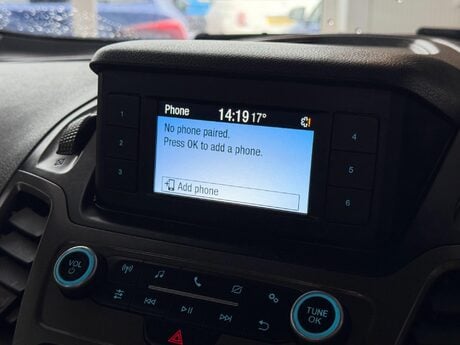 Phone 14:19 17°
No phone paired.
Press OK to add a phone.
Add phone
1
2
3
4
5
6
VOL
TUNE
OK